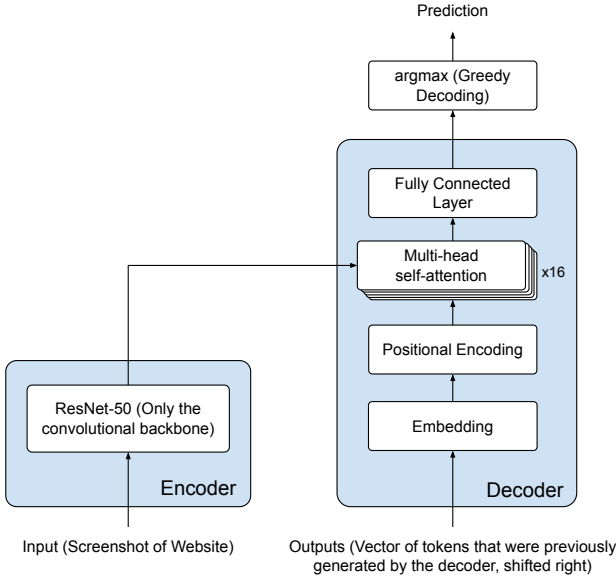 Prediction
argmax (Greedy
Decoding)
Fully Connected
Layer
Multi-head
self-attention
x16
Positional Encoding
ResNet-50 (Only the
convolutional backbone)
Embedding
Encoder
Decoder
Input (Screenshot of Website)
Outputs (Vector of tokens that were previously
generated by the decoder, shifted right)